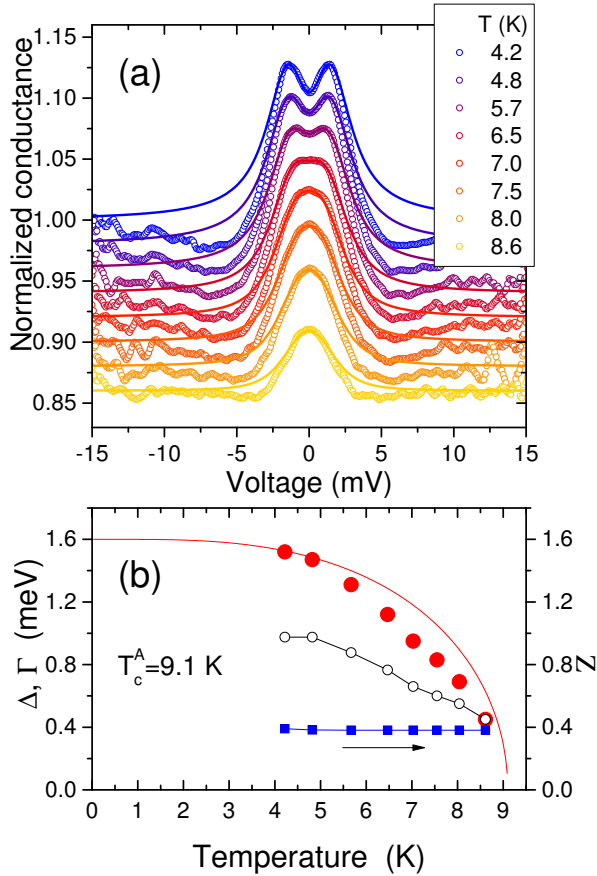 (a)
Normalized conductance
1.15
1.10
1.05
1.00
0.95
0.90
0.85
-15 -10 -5 0 5 10 15
Voltage (mV)
T (K)
4.2
4.8
5.7
6.5
7.0
7.5
8.0
8.6
(b)
Δ, Γ (meV)
1.6
1.2
0.8
0.4
0.0
T_c^A=9.1 K
1.6
1.2
0.8
0.4
0.0
Z
0 1 2 3 4 5 6 7 8 9 10
Temperature (K)